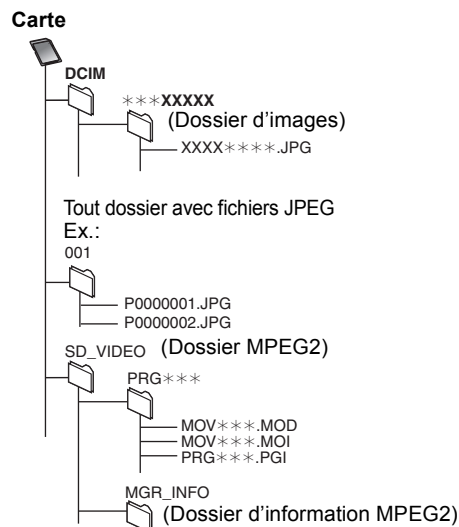 Carte
DCIM
∗∗∗XXXXX
(Dossier d'images)
XXXX∗∗∗∗.JPG
Tout dossier avec fichiers JPEG
Ex.:
001
P0000001.JPG
P0000002.JPG
SD_VIDEO (Dossier MPEG2)
PRG∗∗∗
MOV∗∗∗.MOD
MOV∗∗∗.MOI
PRG∗∗∗.PGI
MGR_INFO
(Dossier d'information MPEG2)